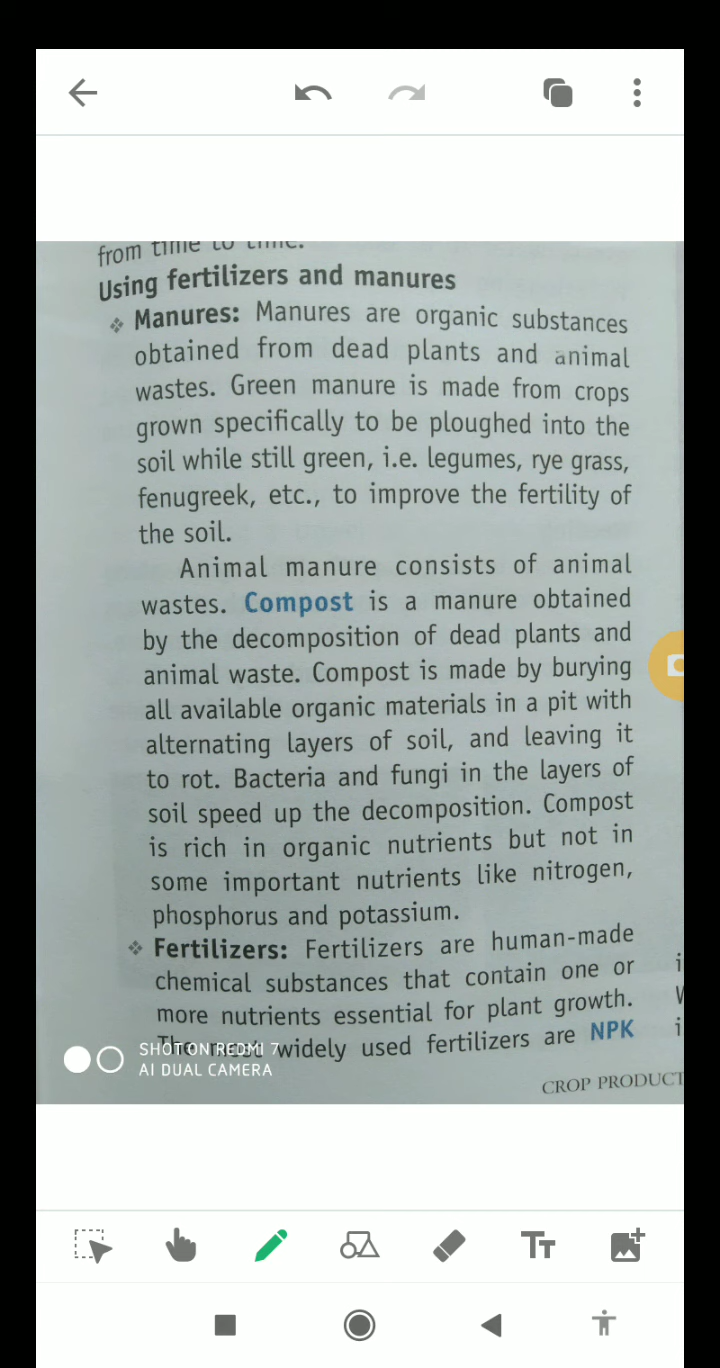 from time to time.
Using fertilizers and manures
❖ Manures: Manures are organic substances
obtained from dead plants and animal
wastes. Green manure is made from crops
grown specifically to be ploughed into the
soil while still green, i.e. legumes, rye grass,
fenugreek, etc., to improve the fertility of
the soil.
Animal manure consists of animal
wastes. Compost is a manure obtained
by the decomposition of dead plants and
animal waste. Compost is made by burying
all available organic materials in a pit with
alternating layers of soil, and leaving it
to rot. Bacteria and fungi in the layers of
soil speed up the decomposition. Compost
is rich in organic nutrients but not in
some important nutrients like nitrogen,
phosphorus and potassium.
❖ Fertilizers: Fertilizers are human-made
chemical substances that contain one or
more nutrients essential for plant growth.
The most widely used fertilizers are NPK
SHOT ON REDMI 7
AI DUAL CAMERA
CROP PRODUCT
Tт